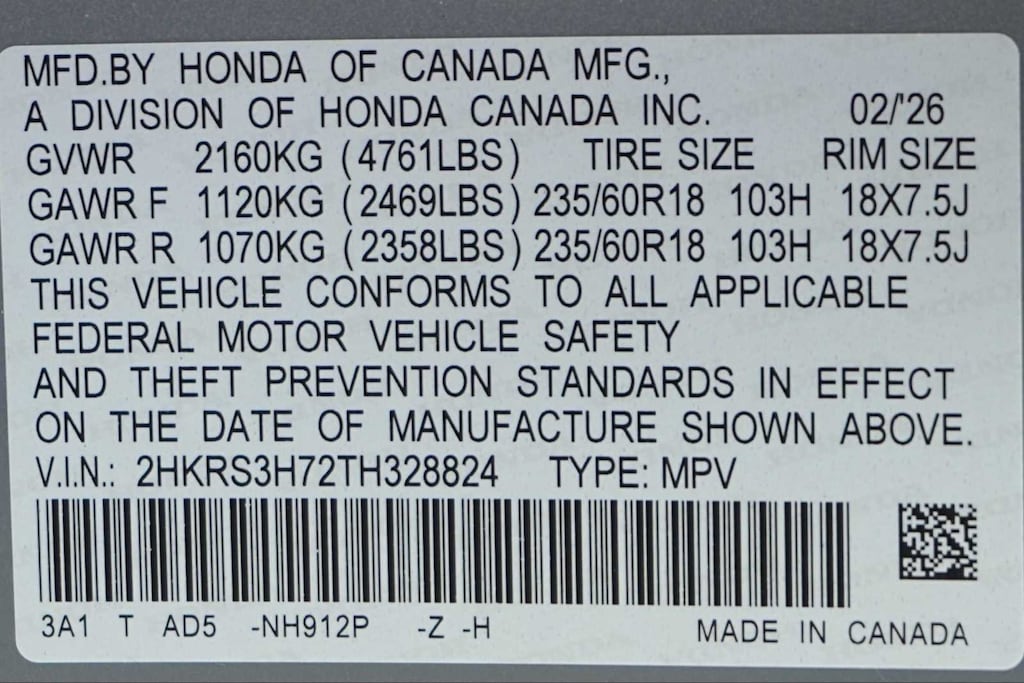 MFD.BY HONDA OF CANADA MFG.,
A DIVISION OF HONDA CANADA INC. 02/'26
GVWR 2160KG (4761LBS) TIRE SIZE RIM SIZE
GAWR F 1120KG (2469LBS) 235/60R18 103H 18X7.5J
GAWR R 1070KG (2358LBS) 235/60R18 103H 18X7.5J
THIS VEHICLE CONFORMS TO ALL APPLICABLE
FEDERAL MOTOR VEHICLE SAFETY
AND THEFT PREVENTION STANDARDS IN EFFECT
ON THE DATE OF MANUFACTURE SHOWN ABOVE.
V.I.N.: 2HKRS3H72TH328824 TYPE: MPV
3A1 T AD5 -NH912P -Z -H MADE IN CANADA